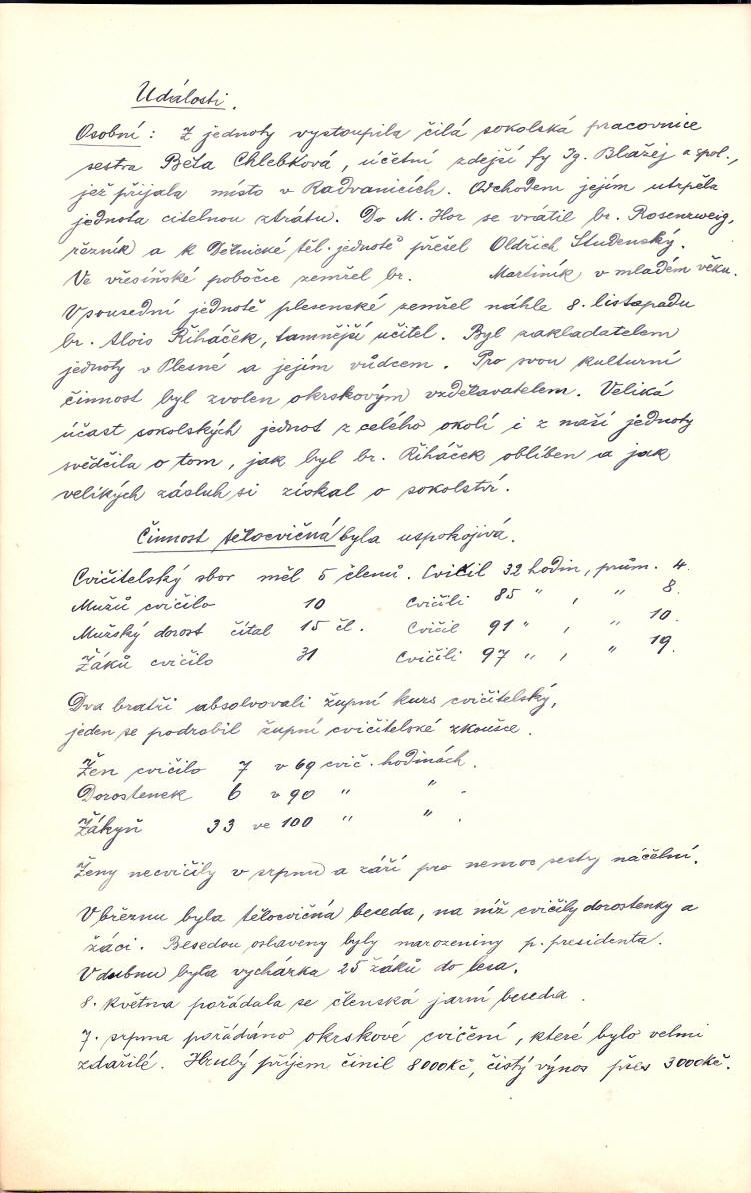 Události.
Osobní: Z jednoty vystoupila čilá sokolská pracovnice
sestra Běla Chlebková, účetní zdejší fy Ig. Blažej a spol.,
jež přijala místo v Radvanicích. Odchodem jejím utrpěla
jednota citelnou ztrátu. Do M. Hor se vrátil br. Rosenzweig,
řezník a k Dělnické těl. jednotě přešel Oldřich Studenský.
Ve vřesinské pobočce zemřel br. Martiník v mladém věku.
V sousední jednotě plesenské zemřel náhle 8. listopadu
br. Alois Řiháček, tamnější učitel. Byl zakladatelem
jednoty v Plesné a jejím vůdcem. Pro svou kulturní
činnost byl zvolen okrskovým vzdělavatelem. Veliká
účast sokolských jednot z celého okolí i z naší jednoty
svědčila o tom, jak byl br. Řiháček oblíben a jak
velikých zásluh si získal o sokolství.
Činnost tělocvičná byla uspokojivá.
Cvičitelský sbor měl 5 členů. Cvičil 32 hodin, prům. 4.
Mužů cvičilo 10 Cvičili 85 " , " 8.
Mužský dorost čítal 15 čl. Cvičil 91 " , " 10.
Žáků cvičilo 31 Cvičili 97 " , " 19.
Dva bratři absolvovali župní kurs cvičitelský,
jeden se podrobil župní cvičitelské zkoušce.
Žen cvičilo 7 v 69 cvič. hodinách.
Dorostenek 6 v 90 " " .
Žákyň 33 ve 100 " " .
Ženy necvičily v srpnu a září pro nemoc sestry náčelní.
V březnu byla tělocvičná beseda, na níž cvičily dorostenky a
žáci. Besedou oslaveny byly narozeniny p. presidenta.
V dubnu byla vycházka 25 žáků do lesa.
8. května pořádala se členská jarní beseda.
7. srpna pořádáno okrskové cvičení, které bylo velmi
zdařilé. Hrubý příjem činil 8000Kč, čistý výnos přes 3000Kč.